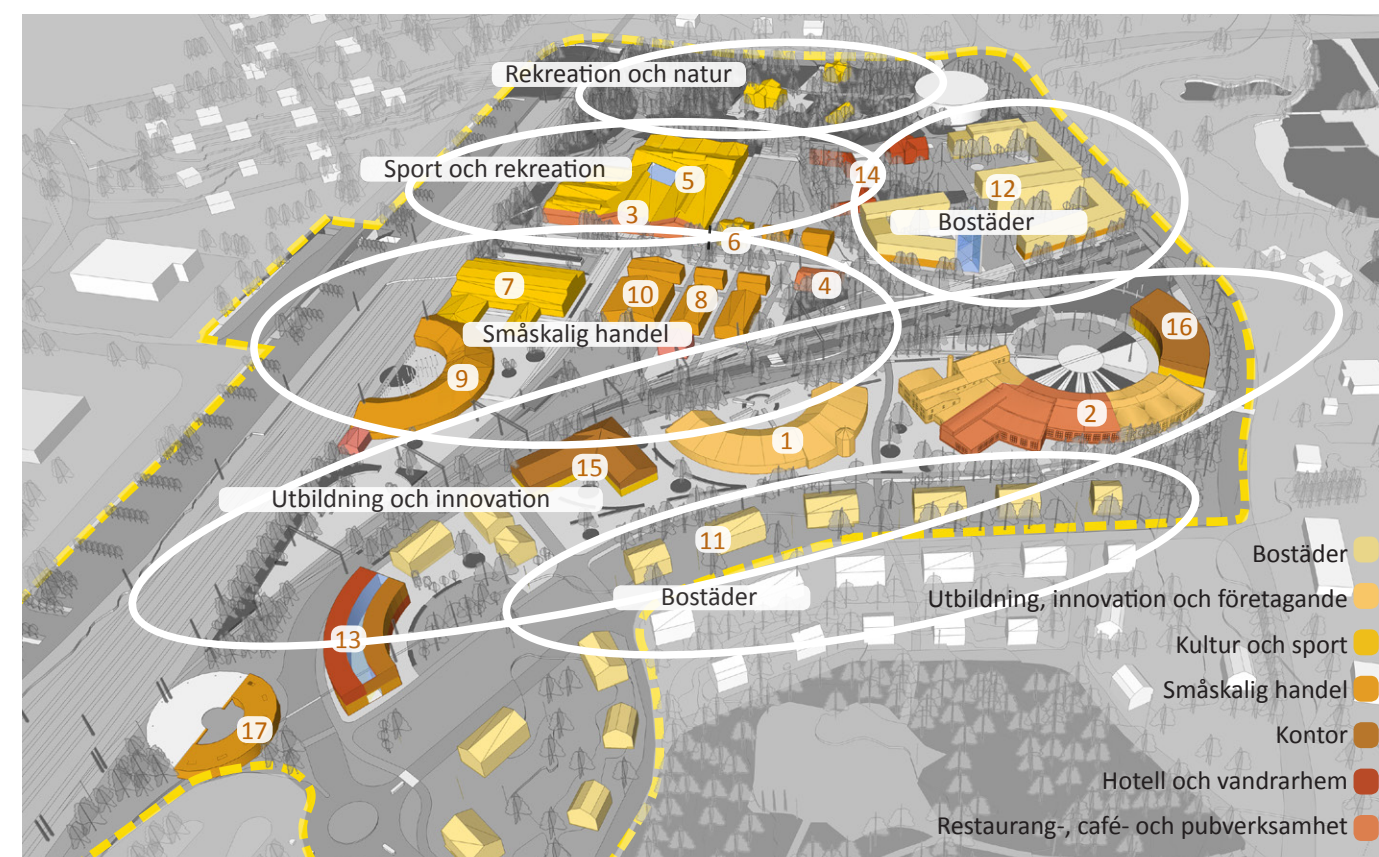 Rekreation och natur
Sport och rekreation
5
14
12
3
Bostäder
6
7
10
8
4
Småskalig handel
16
9
2
1
15
Utbildning och innovation
11
Bostäder
13
17
Bostäder
Utbildning, innovation och företagande
Kultur och sport
Småskalig handel
Kontor
Hotell och vandrarhem
Restaurang-, café- och pubverksamhet